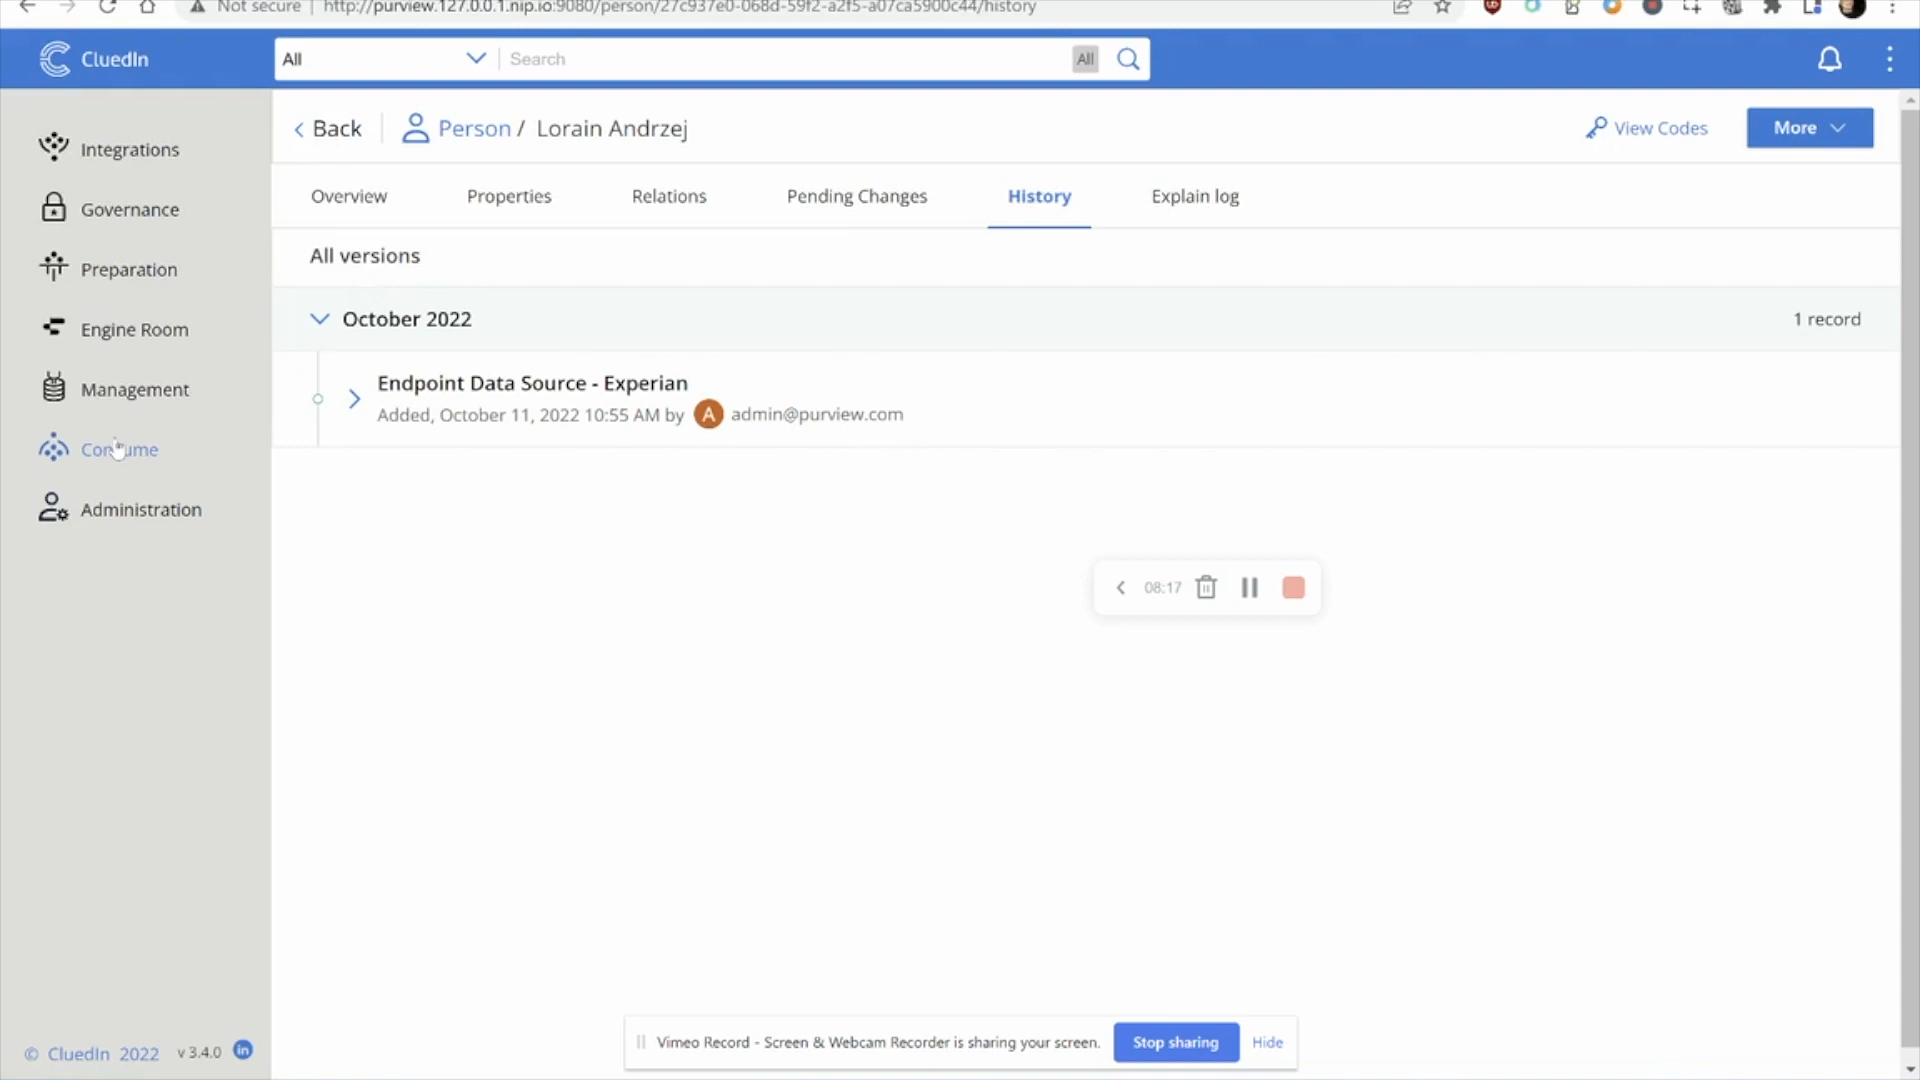 Not secure | http://purview.127.0.0.1.nip.io:9080/person/27c937e0-068d-59f2-a2f5-a07ca5900c44/history
CluedIn
All
Search
All
Back
Person / Lorain Andrzej
View Codes
More
Integrations
Governance
Preparation
Engine Room
Management
Consume
Administration
Overview
Properties
Relations
Pending Changes
History
Explain log
All versions
October 2022
1 record
Endpoint Data Source - Experian
Added, October 11, 2022 10:55 AM by A admin@purview.com
08:17
Vimeo Record - Screen & Webcam Recorder is sharing your screen.
Stop sharing
Hide
© CluedIn 2022 v 3.4.0 in